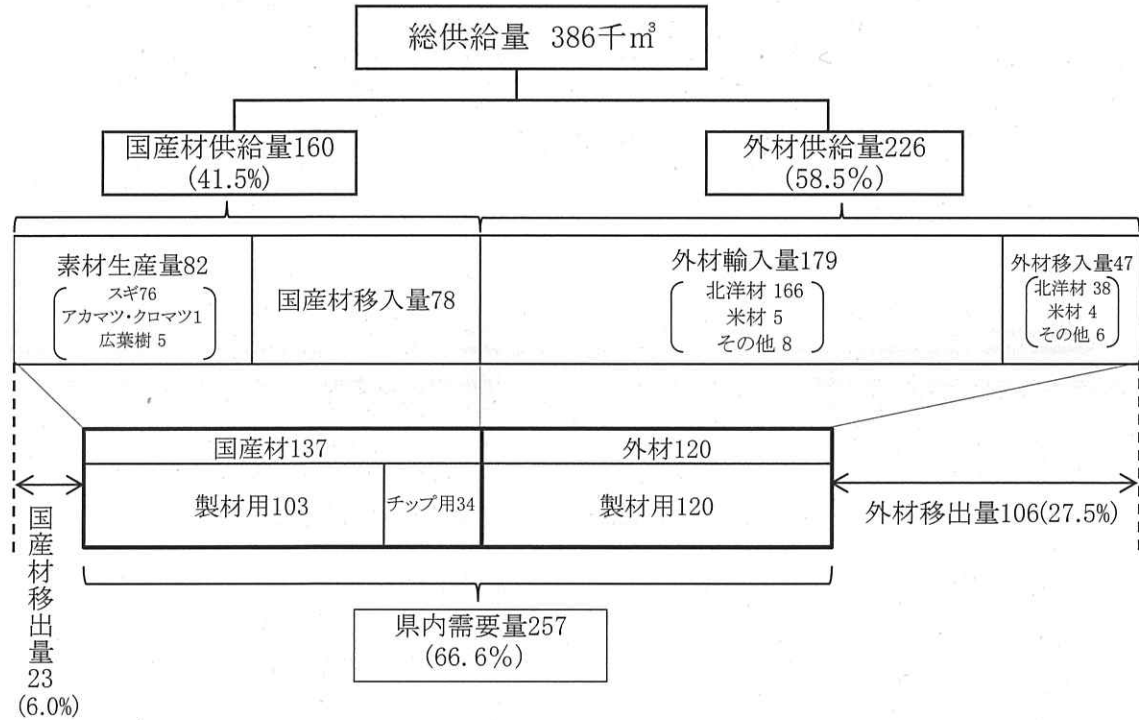 総供給量 386千㎥
国産材供給量160
(41.5%)
外材供給量226
(58.5%)
素材生産量82
スギ76
アカマツ・クロマツ1
広葉樹 5
国産材移入量78
外材輸入量179
北洋材 166
米材 5
その他 8
外材移入量47
北洋材 38
米材 4
その他 6
国産材137
外材120
製材用103
チップ用34
製材用120
国産材移出量
23
(6.0%)
外材移出量106(27.5%)
県内需要量257
(66.6%)